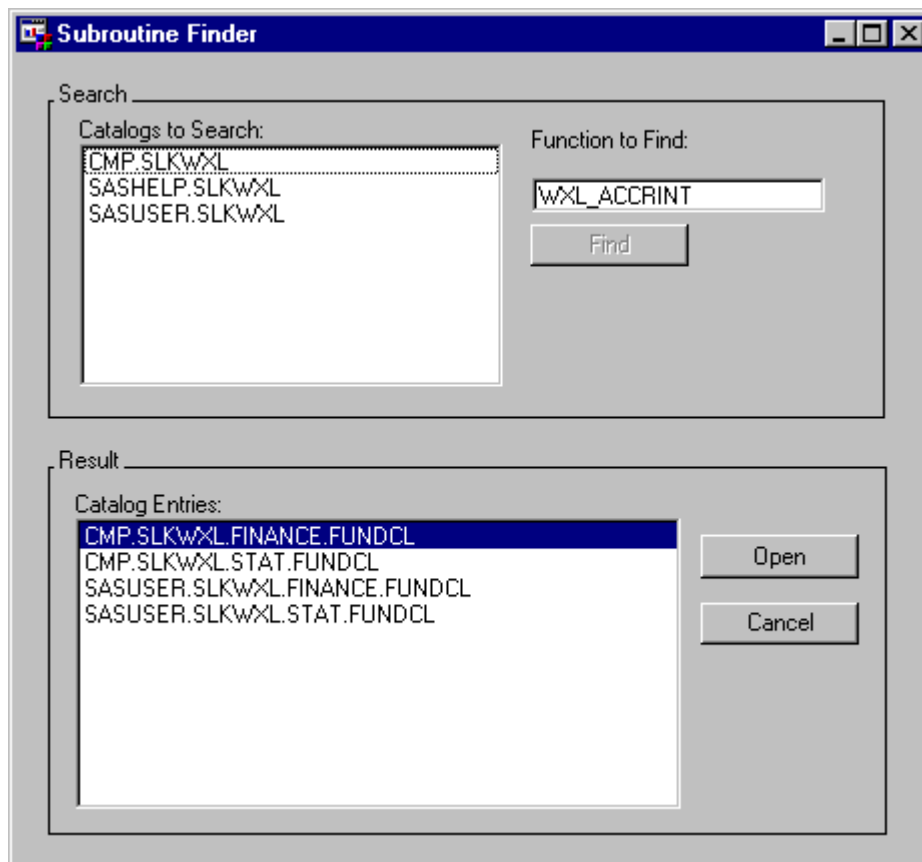 Subroutine Finder
Search
Catalogs to Search:
CMP.SLKWXL
SASHELP.SLKWXL
SASUSER.SLKWXL
Function to Find:
WXL_ACCRINT
Find
Result
Catalog Entries:
CMP.SLKWXL.FINANCE.FUNDCL
CMP.SLKWXL.STAT.FUNDCL
SASUSER.SLKWXL.FINANCE.FUNDCL
SASUSER.SLKWXL.STAT.FUNDCL
Open
Cancel